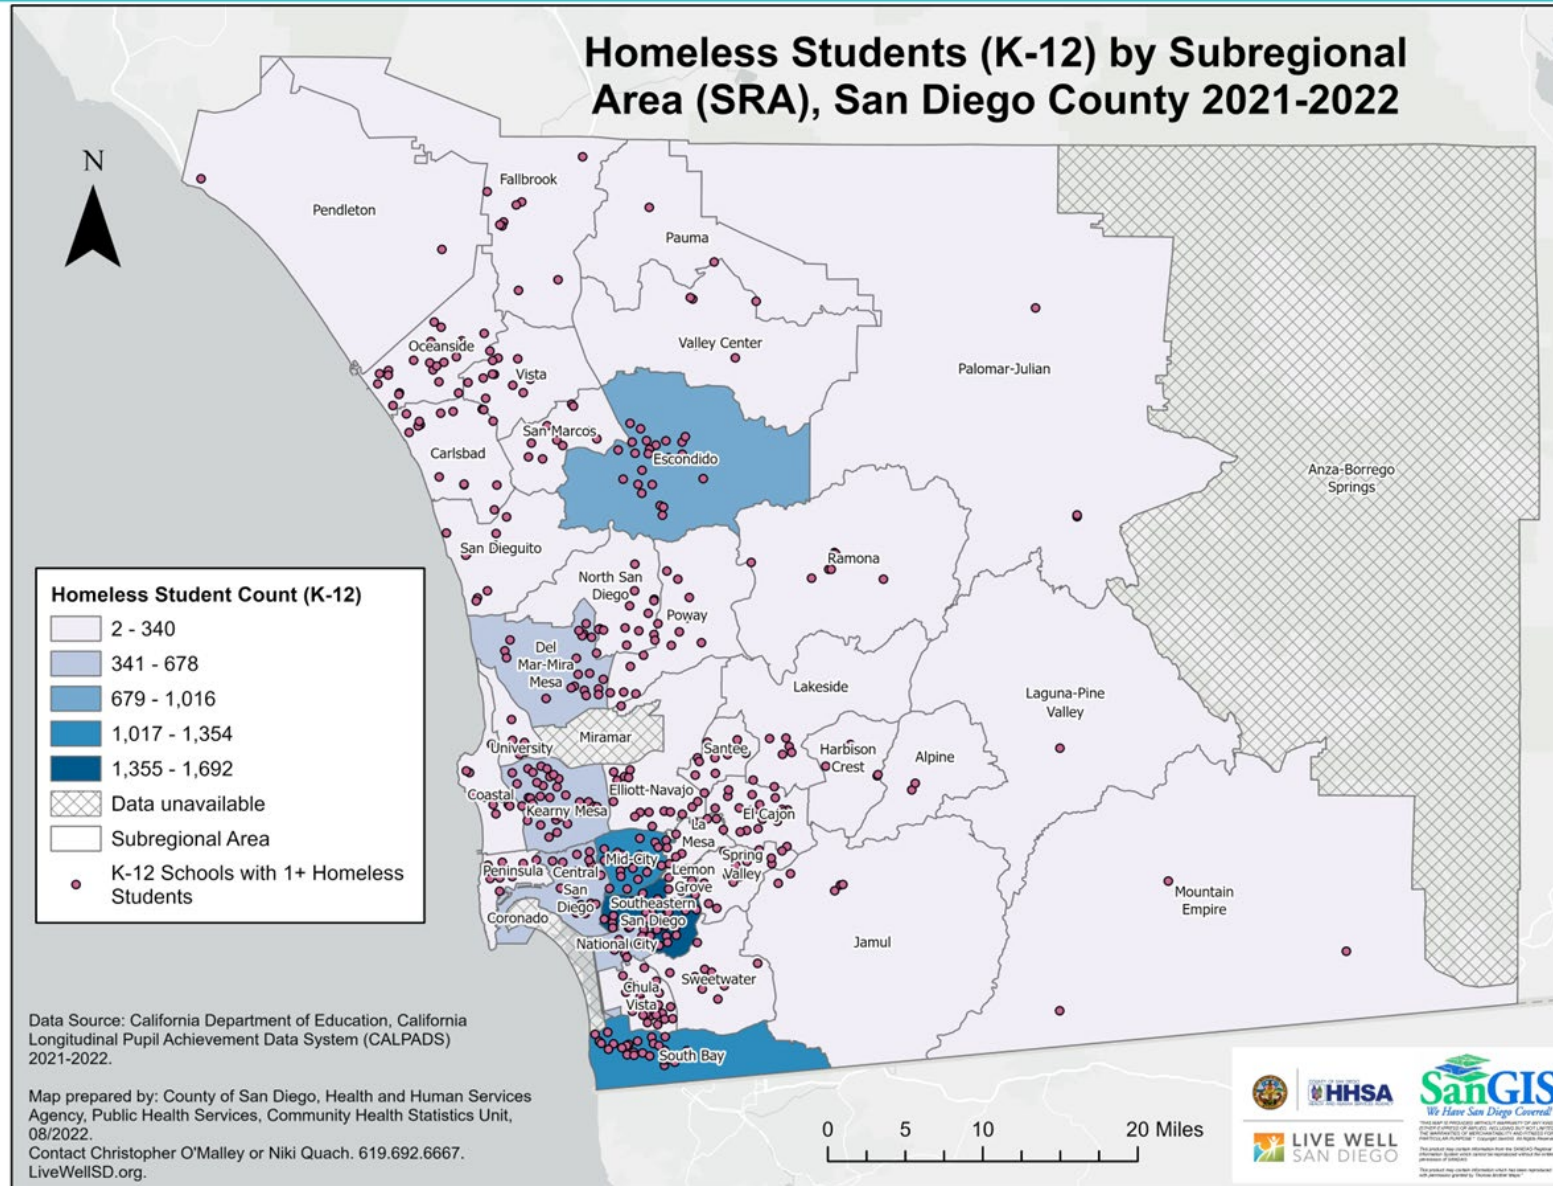 Homeless Students (K-12) by Subregional
Area (SRA), San Diego County 2021-2022
N
Fallbrook
Pendleton
Pauma
Oceanside
Valley Center
Vista
Palomar-Julian
San Marcos
Carlsbad
Escondido
Anza-Borrego
Springs
San Dieguito
Ramona
North San
Diego
Poway
Del
Mar-Mira
Mesa
Lakeside
Laguna-Pine
Valley
Miramar
University
Santee
Harbison
Crest
Alpine
Coastal
Elliott-Navajo
Kearny Mesa
El Cajon
La
Mesa
Mid-City
Spring
Valley
Peninsula
Central
San
Diego
Lemon
Grove
Southeastern
San Diego
Coronado
Mountain
Empire
National City
Jamul
Sweetwater
Chula
Vista
South Bay
Homeless Student Count (K-12)
2 - 340
341 - 678
679 - 1,016
1,017 - 1,354
1,355 - 1,692
Data unavailable
Subregional Area
K-12 Schools with 1+ Homeless
Students
Data Source: California Department of Education, California
Longitudinal Pupil Achievement Data System (CALPADS)
2021-2022.
Map prepared by: County of San Diego, Health and Human Services
Agency, Public Health Services, Community Health Statistics Unit,
08/2022.
Contact Christopher O'Malley or Niki Quach. 619.692.6667.
LiveWellSD.org.
0 5 10 20 Miles
HHSA
LIVE WELL
SAN DIEGO
SanGIS
We Have San Diego Covered!